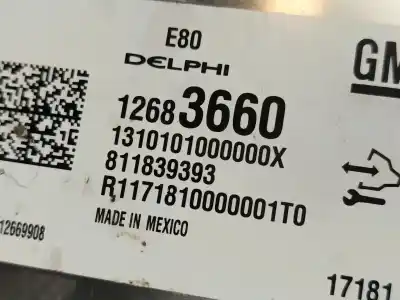 E80
DELPHI
GM
12683660
1310101000000X
811839393
R1171810000001T0
MADE IN MEXICO
12669908
17181